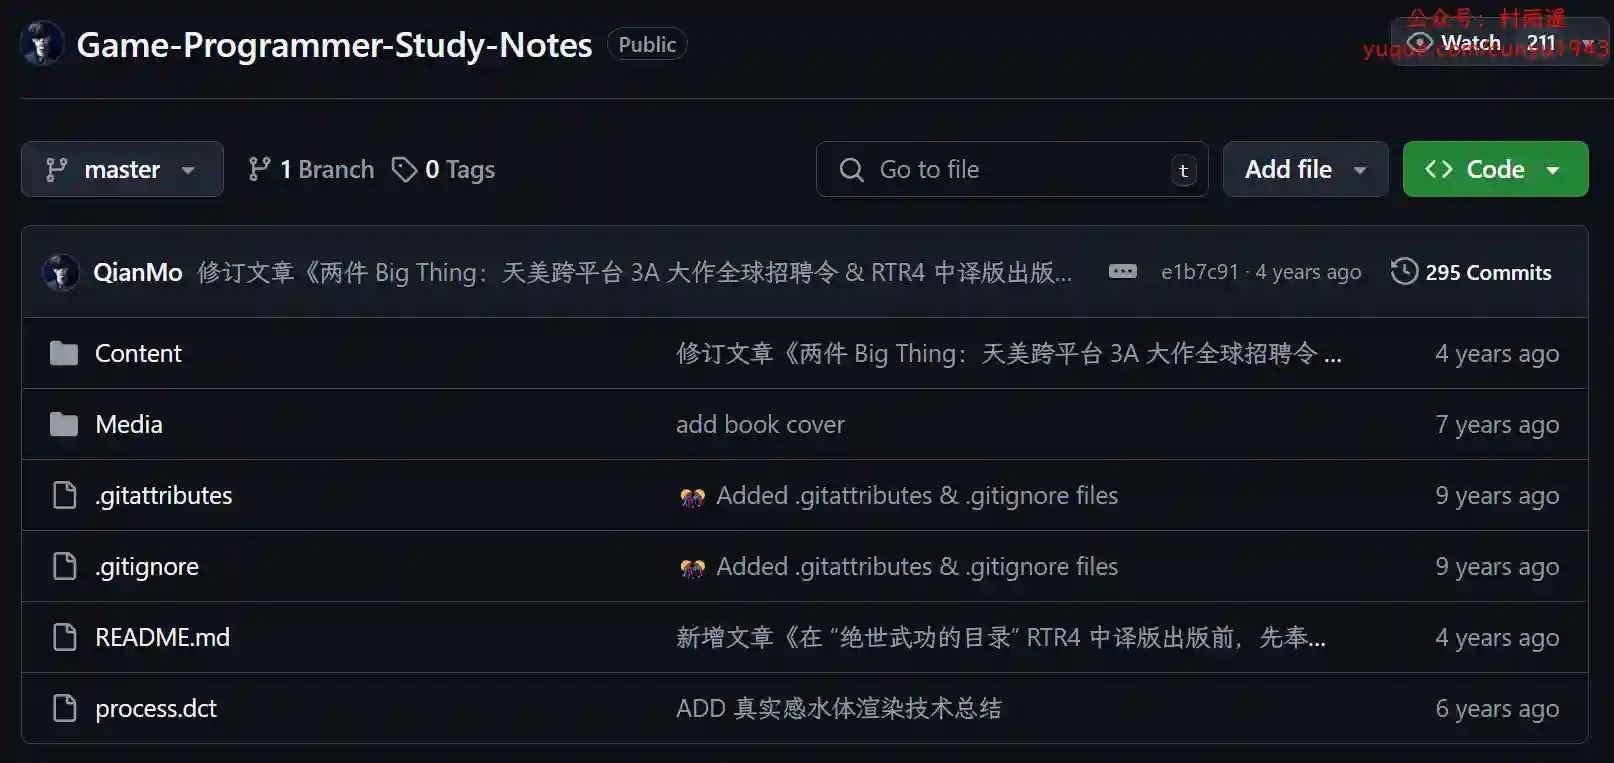 公众号：村雨遥
Game-Programmer-Study-Notes Public Watch 211
yuque.com/cunyu1943
master 1 Branch 0 Tags Go to file t Add file Code
QianMo 修订文章《两件 Big Thing：天美跨平台 3A 大作全球招聘令 & RTR4 中译版出版... e1b7c91 · 4 years ago 295 Commits
Content 修订文章《两件 Big Thing：天美跨平台 3A 大作全球招聘令 ... 4 years ago
Media add book cover 7 years ago
.gitattributes Added .gitattributes & .gitignore files 9 years ago
.gitignore Added .gitattributes & .gitignore files 9 years ago
README.md 新增文章《在 “绝世武功的目录” RTR4 中译版出版前，先奉... 4 years ago
process.dct ADD 真实感水体渲染技术总结 6 years ago